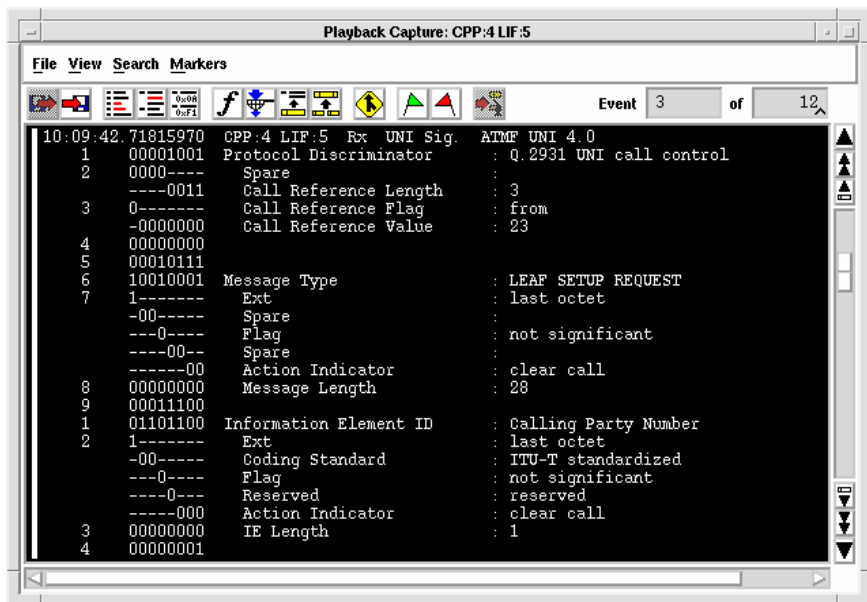 Playback Capture: CPP:4 LIF:5
File View Search Markers
0x0A
0xF1
f
Event 3 of 12
10:09:42.71815970 CPP:4 LIF:5 Rx UNI Sig. ATMF UNI 4.0
1 00001001 Protocol Discriminator : Q.2931 UNI call control
2 0000---- Spare :
----0011 Call Reference Length : 3
3 0------- Call Reference Flag : from
-0000000 Call Reference Value : 23
4 00000000
5 00010111
6 10010001 Message Type : LEAF SETUP REQUEST
7 1------- Ext : last octet
-00----- Spare :
---0---- Flag : not significant
----00-- Spare :
------00 Action Indicator : clear call
8 00000000 Message Length : 28
9 00011100
1 01101100 Information Element ID : Calling Party Number
2 1------- Ext : last octet
-00----- Coding Standard : ITU-T standardized
---0---- Flag : not significant
----0--- Reserved : reserved
-----000 Action Indicator : clear call
3 00000000 IE Length : 1
4 00000001